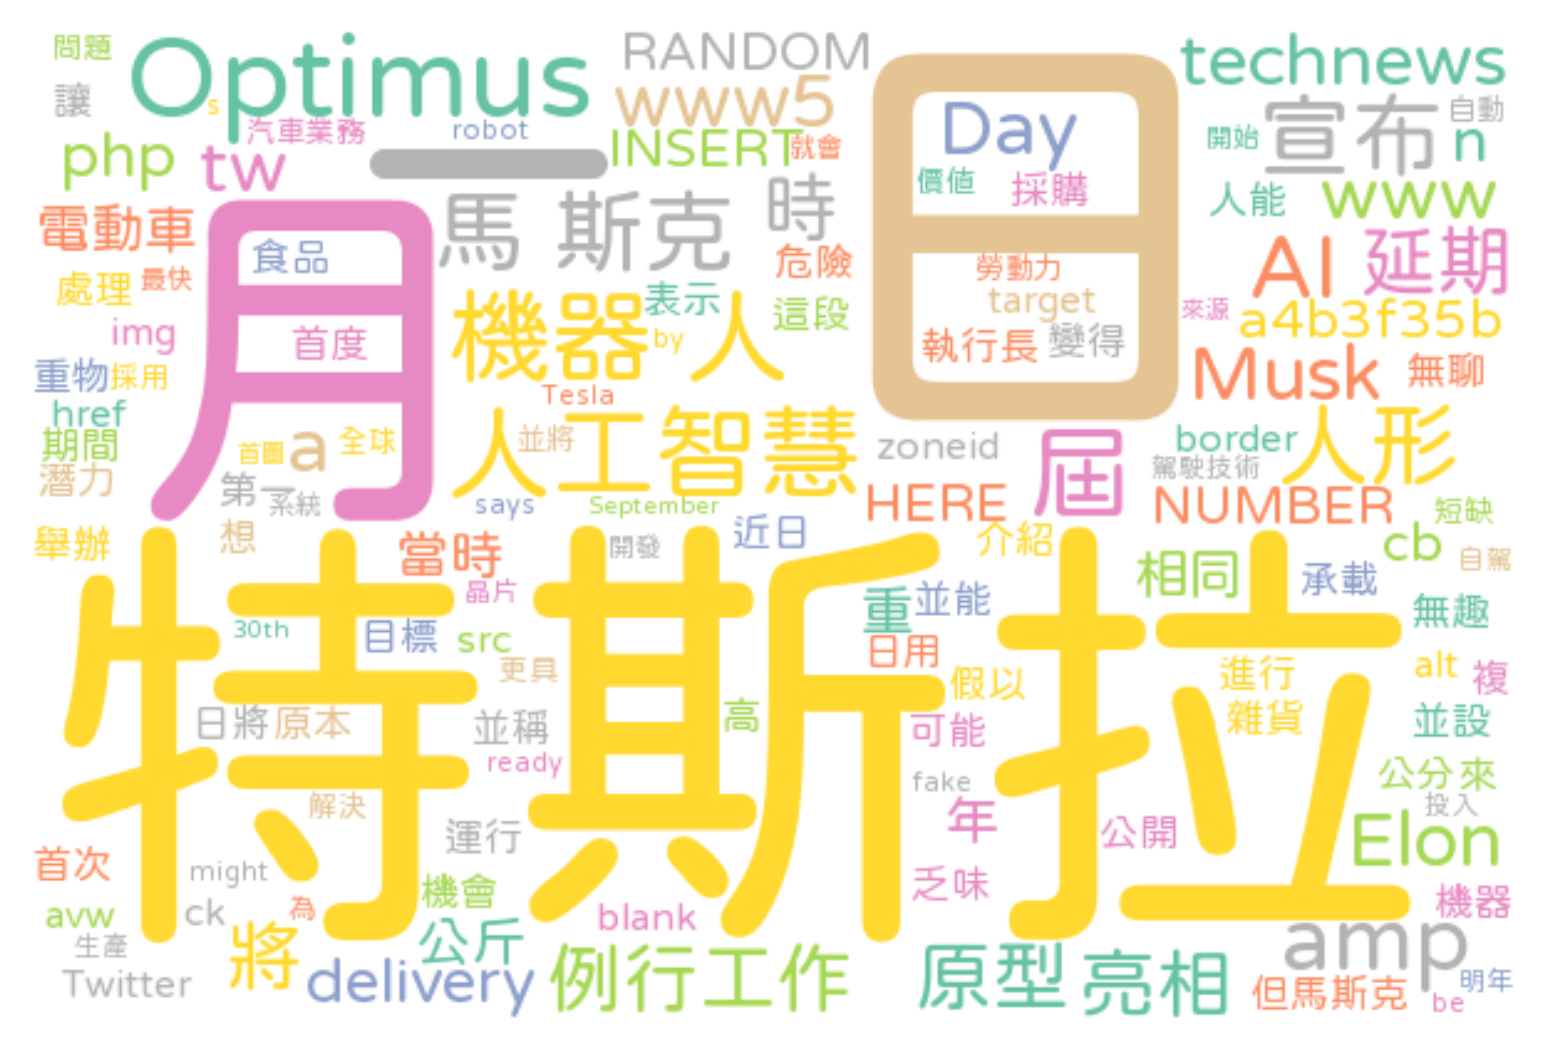 問題
Optimus
RANDOM
technews
讓
s
www5
Day
宣布
自動
汽車業務
robot
INSERT
就會
開始
n
php
tw
一
價值
採購
人能
www
電動車
月
馬 斯克
時
日
食品
危險
勞動力
AI
延期
處理
最快
機器人
表示
這段
target
來源
a4b3f35b
img
首度
by
執行長
變得
Musk
無聊
重物
採用
Tesla
href
人工智慧
並將
zoneid
屆
border
人形
期間
首圖
a
全球
駕駛技術
潛力
第一
系統
says
September
HERE
NUMBER
短缺
舉辦
想
當時
開發
近日
介紹
cb
自駕
特斯拉
晶片
重
並能
相同
承載
無趣
30th
目標
src
更具
日用
假以
進行
alt
複
日將
原本
並稱
高
可能
雜貨
並設
ready
fake
公分
來
解決
運行
年
公開
投入
Elon
首次
might
機會
乏味
機器
avw
ck
為
blank
amp
生產
將
公斤
Twitter
delivery
例行工作
原型
亮相
但馬斯克
明年
be